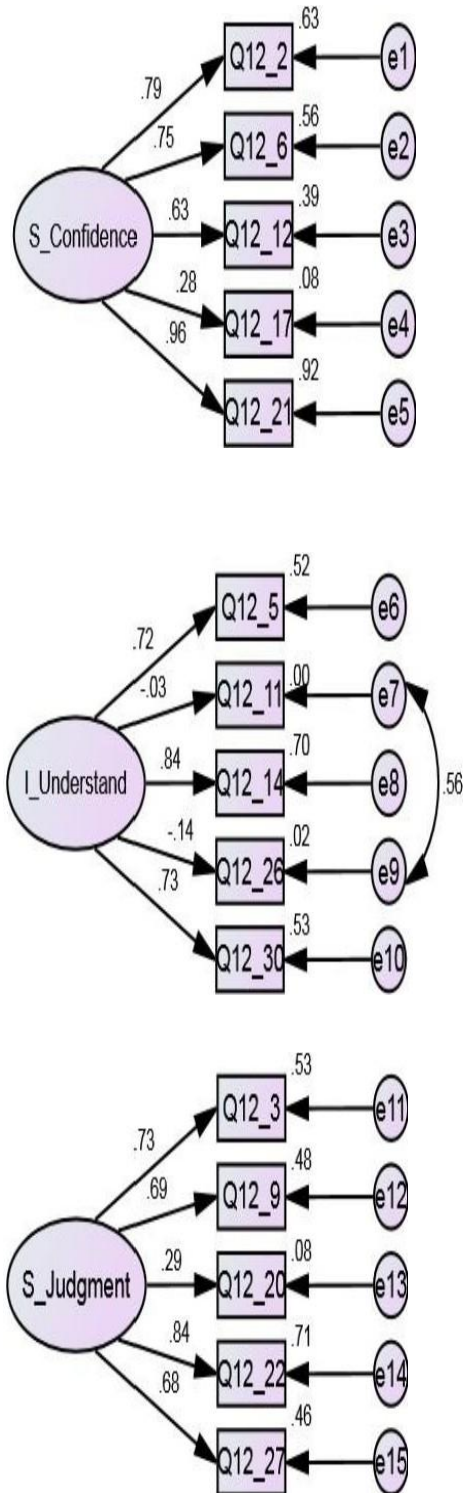 .63
Q12_2
e1
.79
.56
.75
Q12_6
e2
.39
S_Confidence
.63
Q12_12
e3
.28
.08
Q12_17
e4
.96
.92
Q12_21
e5
.52
Q12_5
e6
.72
-.03
.00
Q12_11
e7
.84
.70
I_Understand
Q12_14
e8
.56
-.14
.02
Q12_26
e9
.73
.53
Q12_30
e10
.53
Q12_3
e11
.73
.48
.69
Q12_9
e12
.29
.08
S_Judgment
Q12_20
e13
.84
.71
Q12_22
e14
.68
.46
Q12_27
e15